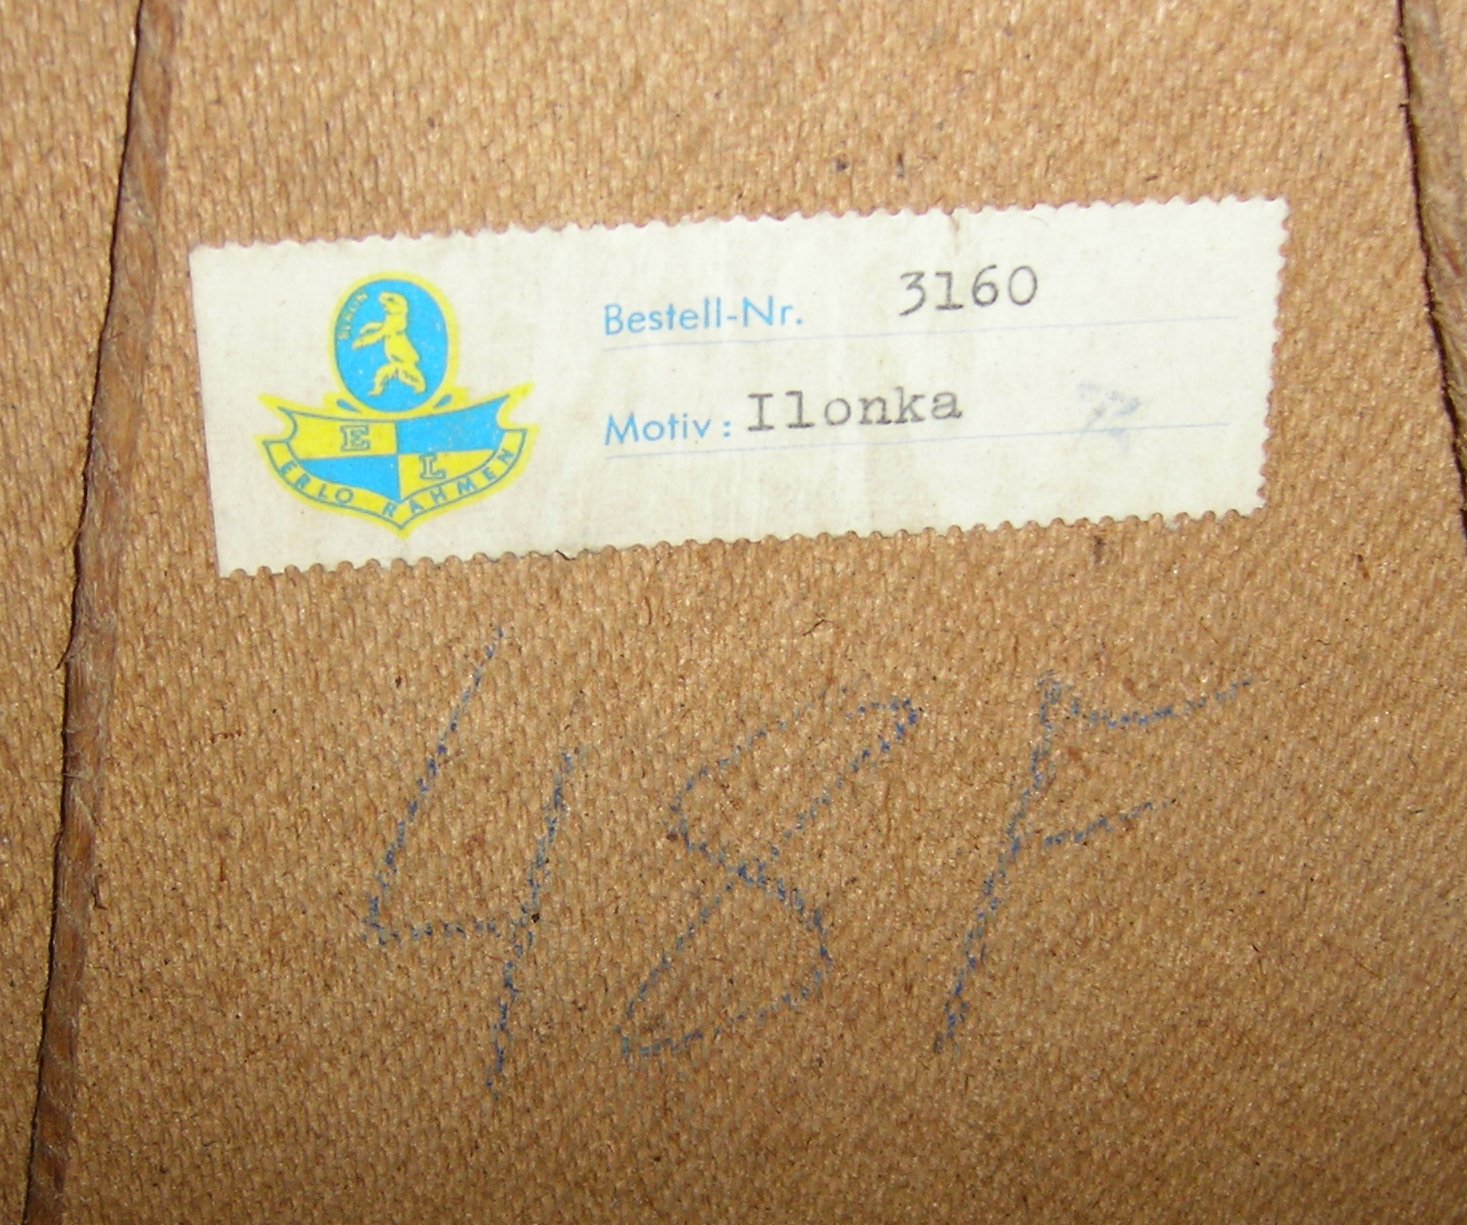 BERLIN
E
L
ERLO RAHMEN
Bestell-Nr. 3160
Motiv: Ilonka
48F